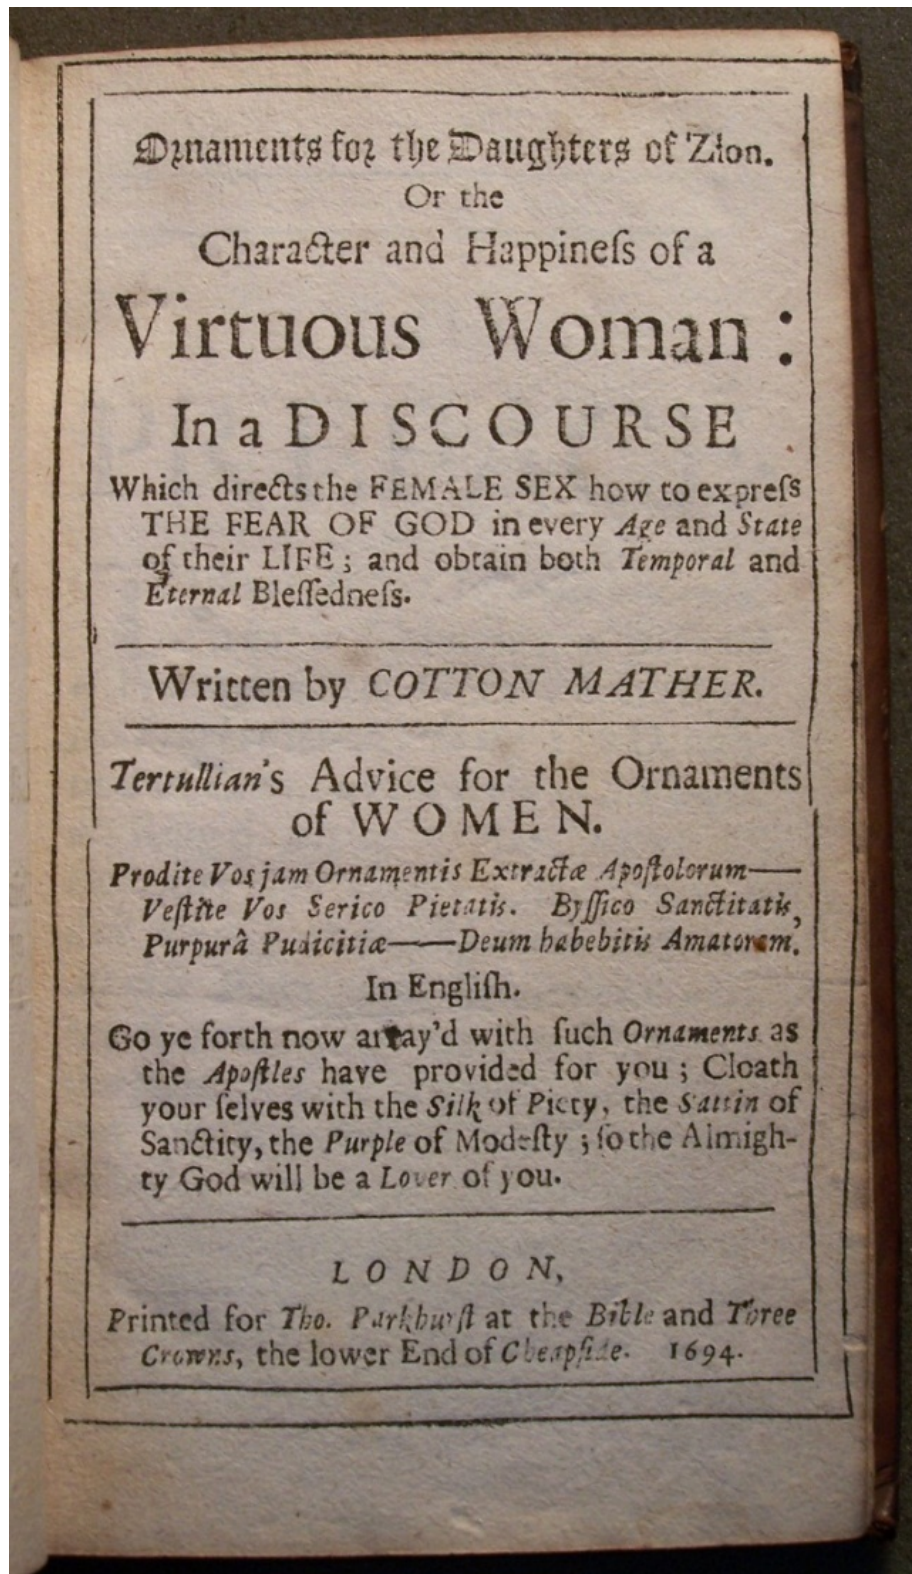 Ornaments for the Daughters of Zion.
Or the
Character and Happineſs of a
Virtuous Woman:
In a DISCOURSE
Which directs the FEMALE SEX how to expreſs
THE FEAR OF GOD in every Age and State
of their LIFE; and obtain both Temporal and
Eternal Bleſſedneſs.
Written by COTTON MATHER.
Tertullian's Advice for the Ornaments
of WOMEN.
Prodite Vos jam Ornamentis Extractæ Apoſtolorum——
Veſtite Vos Serico Pietatis. Byſſico Sanctitatis,
Purpurâ Pudicitiæ——Deum habebitis Amatorem.
In Engliſh.
Go ye forth now array'd with ſuch Ornaments as
the Apoſtles have provided for you; Cloath
your ſelves with the Silk of Piety, the Sattin of
Sanctity, the Purple of Modeſty; ſo the Almigh-
ty God will be a Lover of you.
LONDON,
Printed for Tho. Parkhurſt at the Bible and Three
Crowns, the lower End of Cheapſide. 1694.